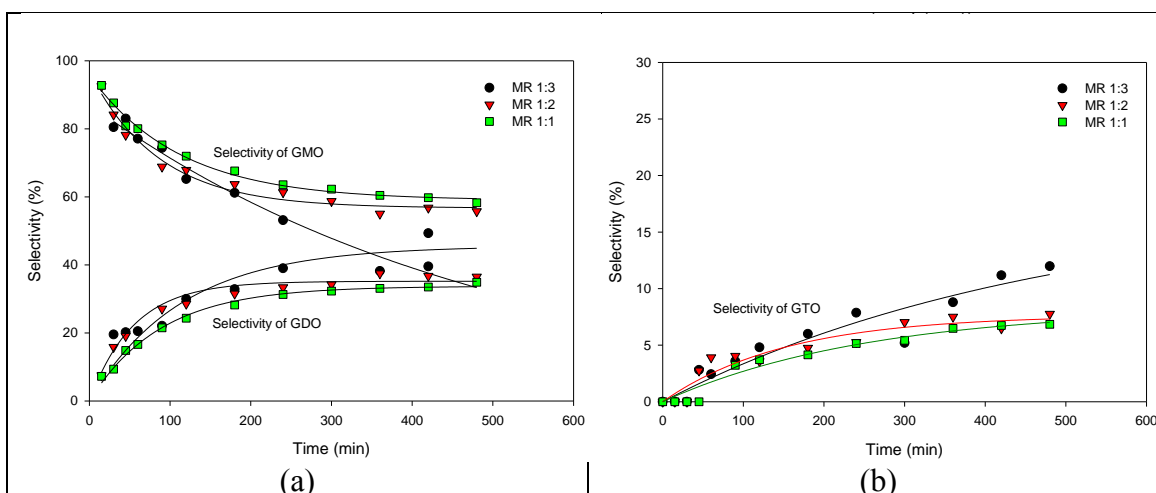 100
80
60
40
20
0
Selectivity (%)
MR 1:3
MR 1:2
MR 1:1
Selectivity of GMO
Selectivity of GDO
0 100 200 300 400 500 600
Time (min)
(a)
30
25
20
15
10
5
0
Selectivity (%)
MR 1:3
MR 1:2
MR 1:1
Selectivity of GTO
0 100 200 300 400 500 600
Time (min)
(b)